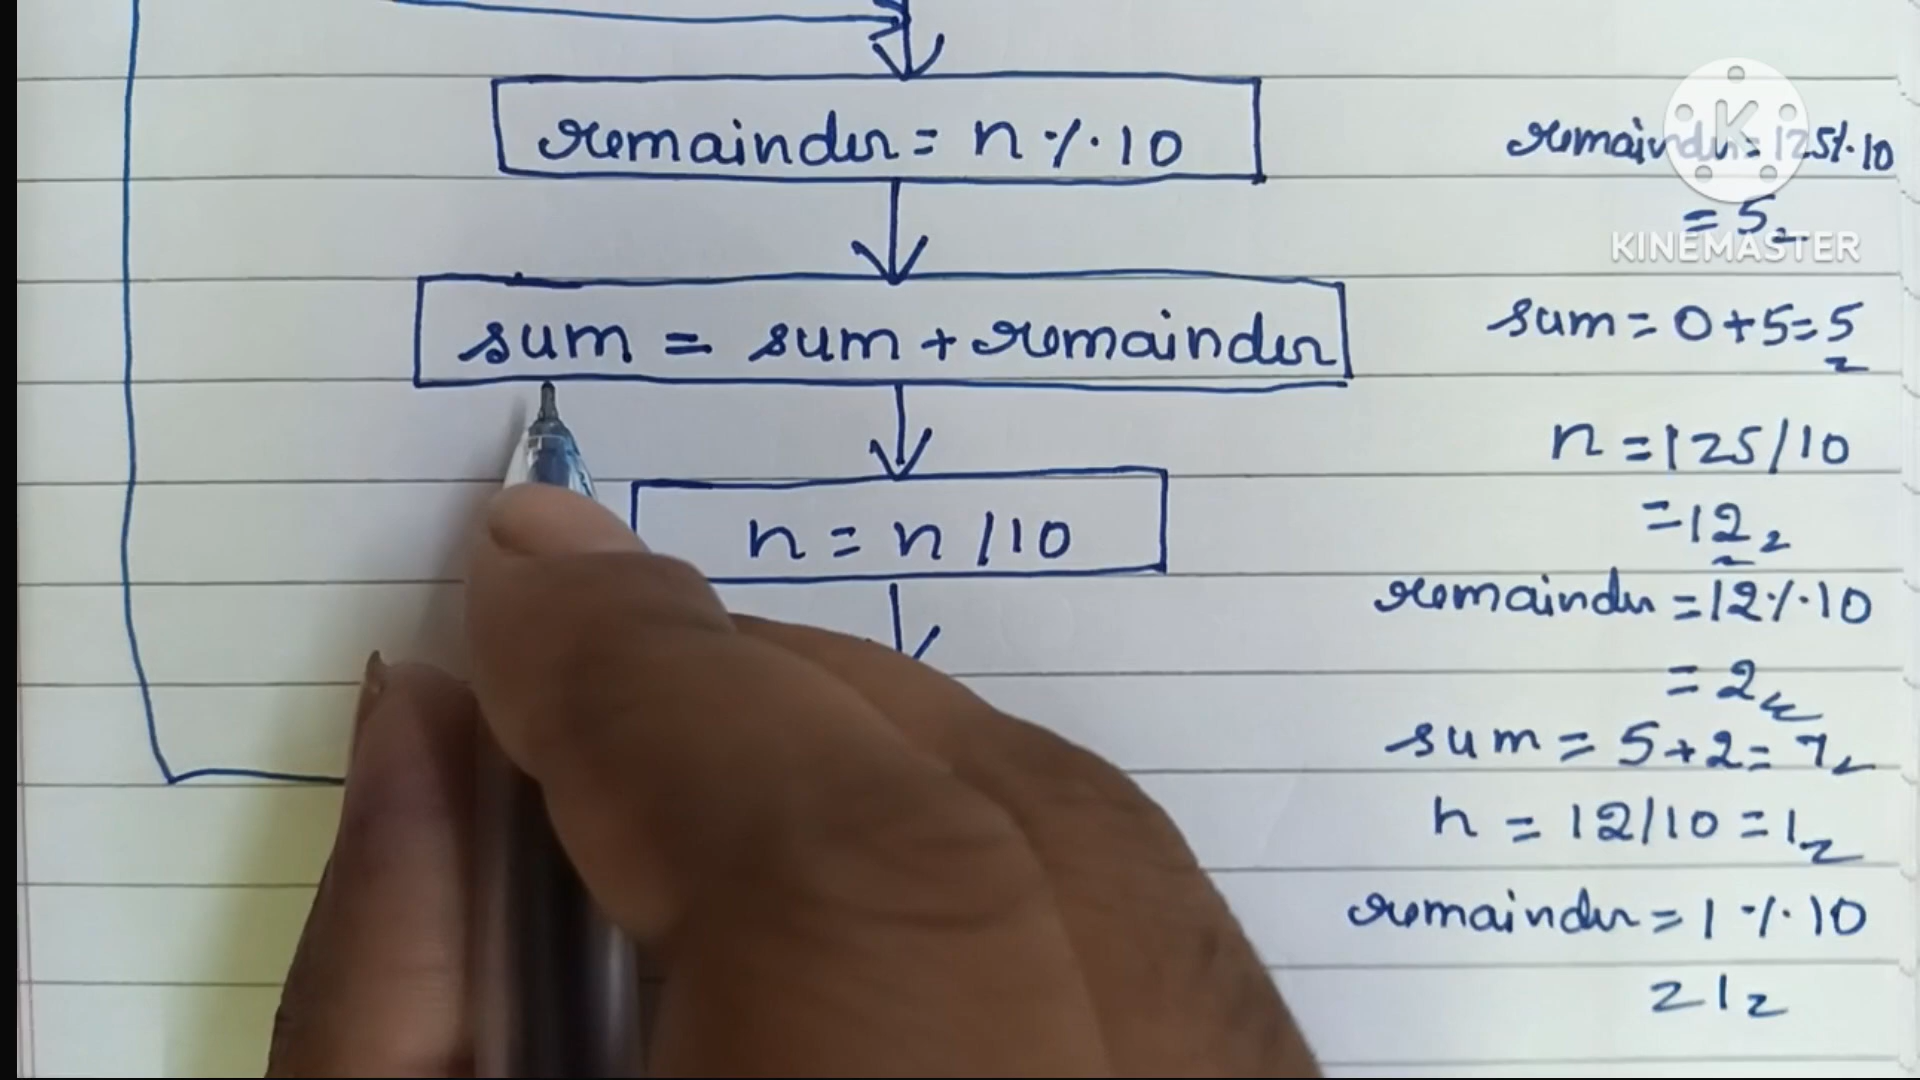 remainder = n % 10
sum = sum + remainder
n = n / 10
remainder = 125 % 10
= 5
K
KINEMASTER
sum = 0 + 5 = 5
n = 125 / 10
= 12
remainder = 12 % 10
= 2
sum = 5 + 2 = 7
n = 12 / 10 = 1
remainder = 1 % 10
= 1